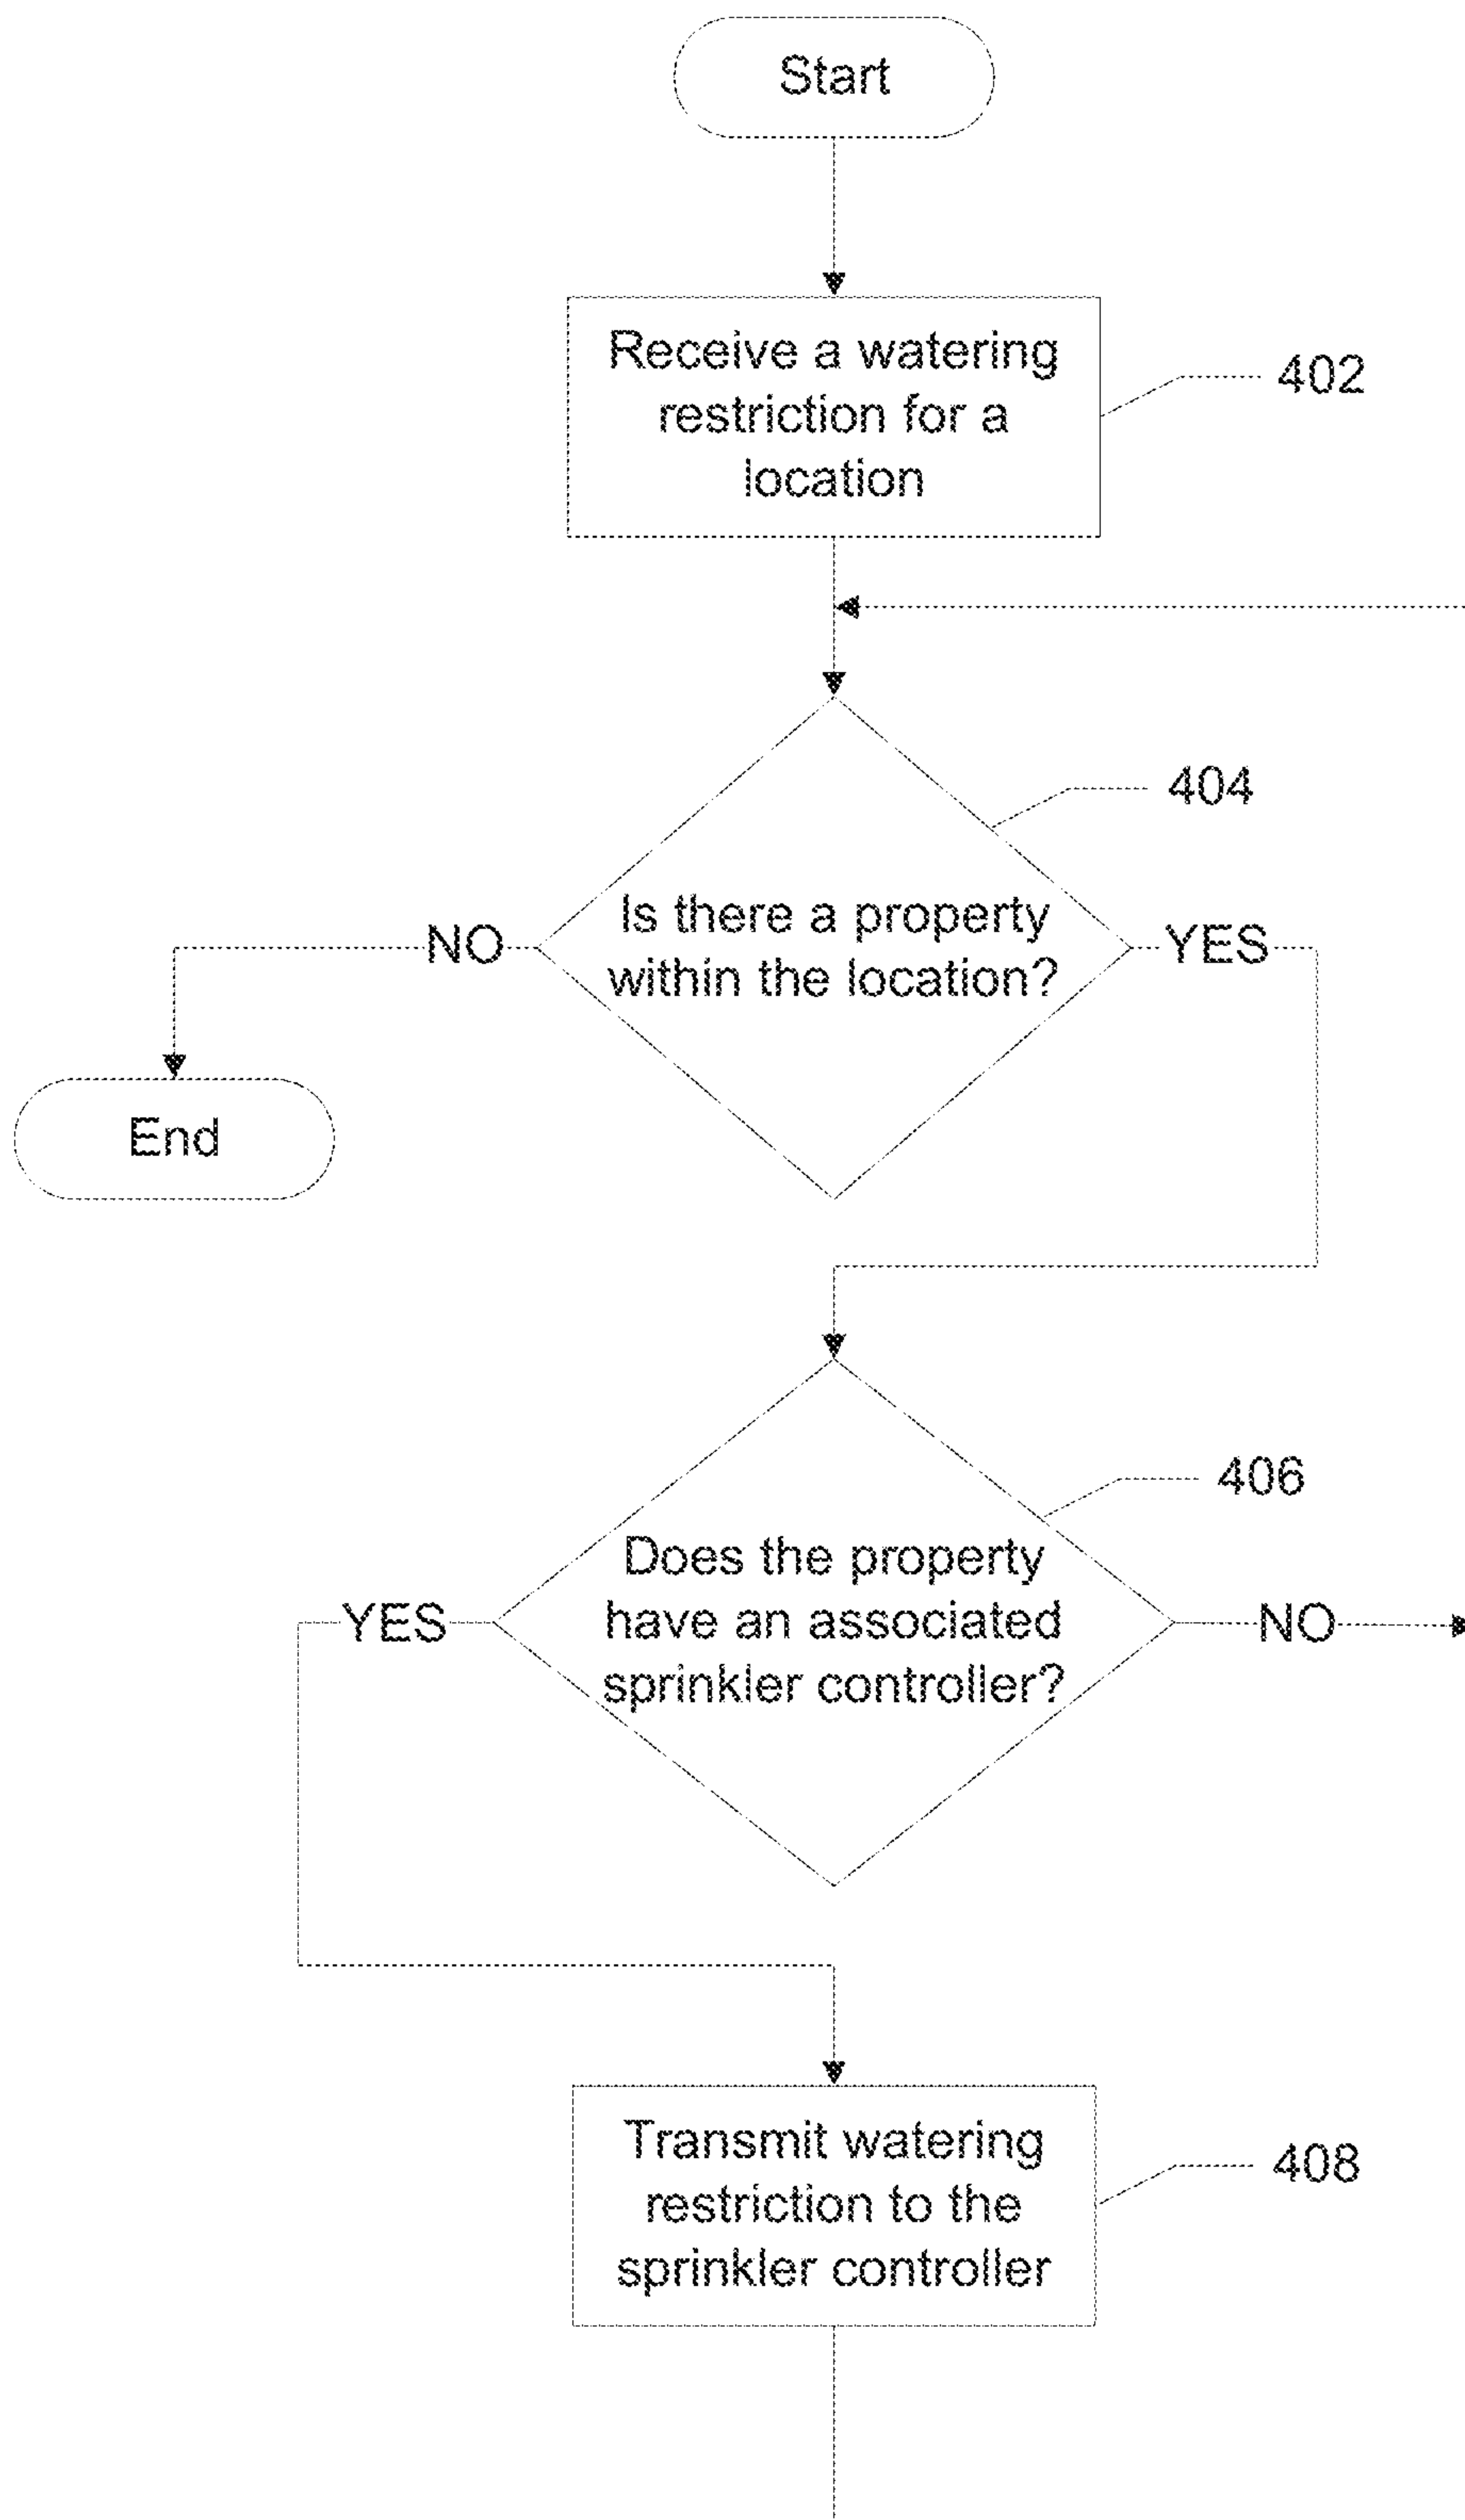 Start
Receive a watering
restriction for a
location
402
404
Is there a property
within the location?
NO
YES
End
406
Does the property
have an associated
sprinkler controller?
YES
NO
Transmit watering
restriction to the
sprinkler controller
408